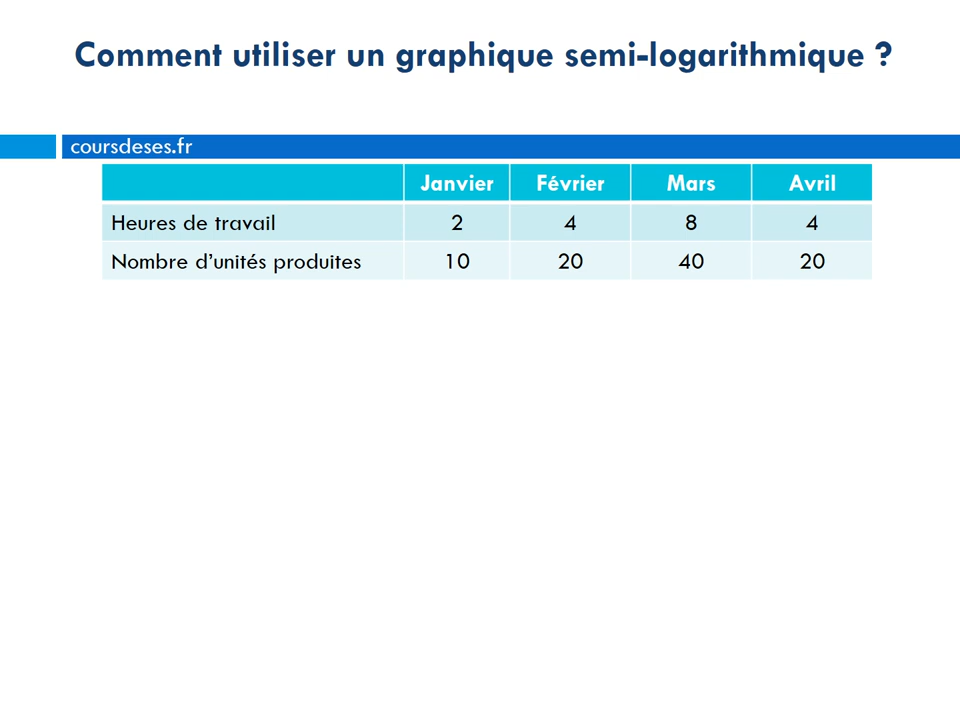 Comment utiliser un graphique semi-logarithmique ?
coursdeses.fr
Janvier Février Mars Avril
Heures de travail 2 4 8 4
Nombre d’unités produites 10 20 40 20